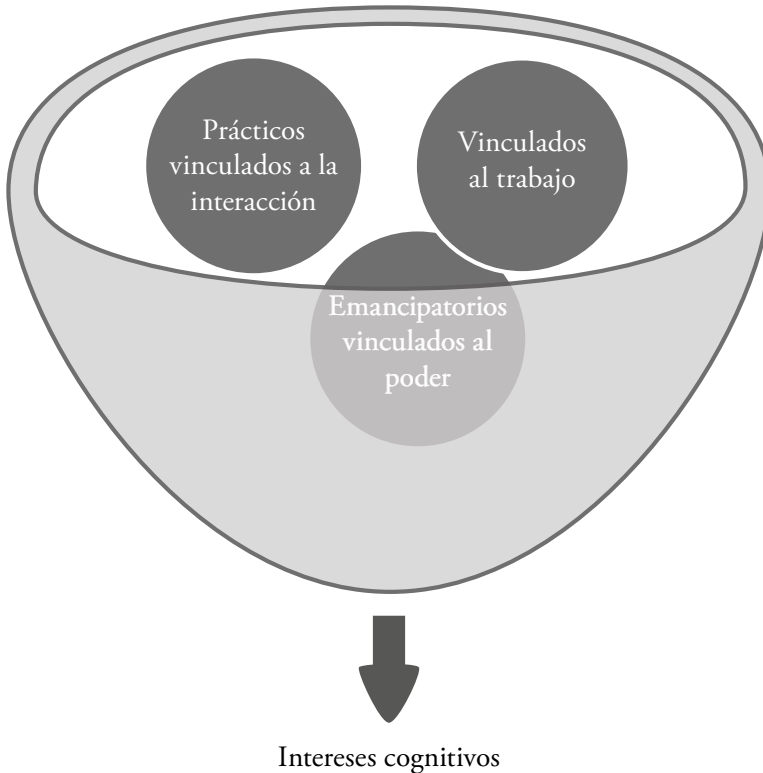 Prácticos
vinculados a la
interacción
Vinculados
al trabajo
Emancipatorios
vinculados al
poder
Intereses cognitivos